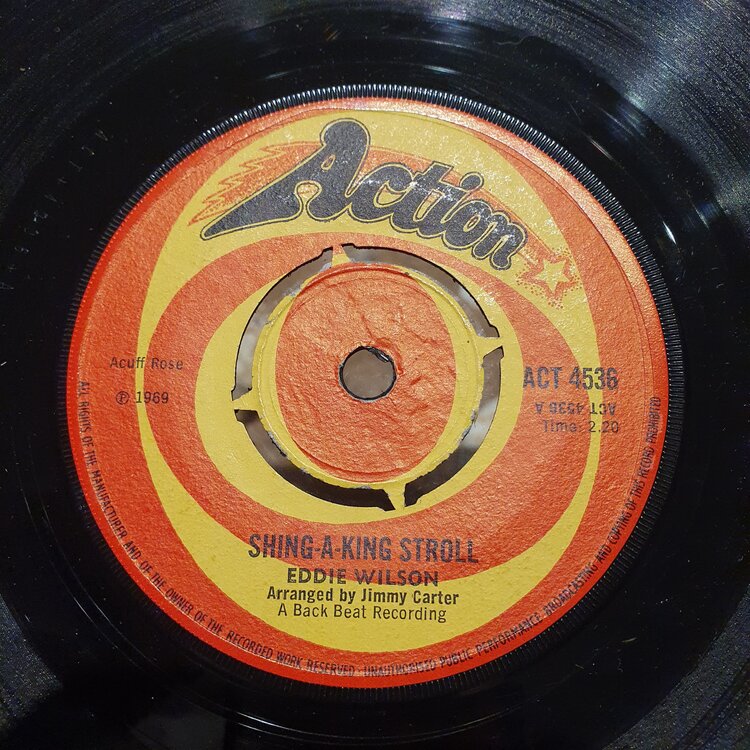 Action
Acuff Rose
℗ 1969
ACT 4536
ACT 4536 A
Time 2.20
SHING-A-KING STROLL
EDDIE WILSON
Arranged by Jimmy Carter
A Back Beat Recording
ALL RIGHTS OF THE MANUFACTURER AND OF THE OWNER OF THE RECORDED WORK RESERVED · UNAUTHORISED PUBLIC PERFORMANCE BROADCASTING AND COPYING OF THIS RECORD PROHIBITED